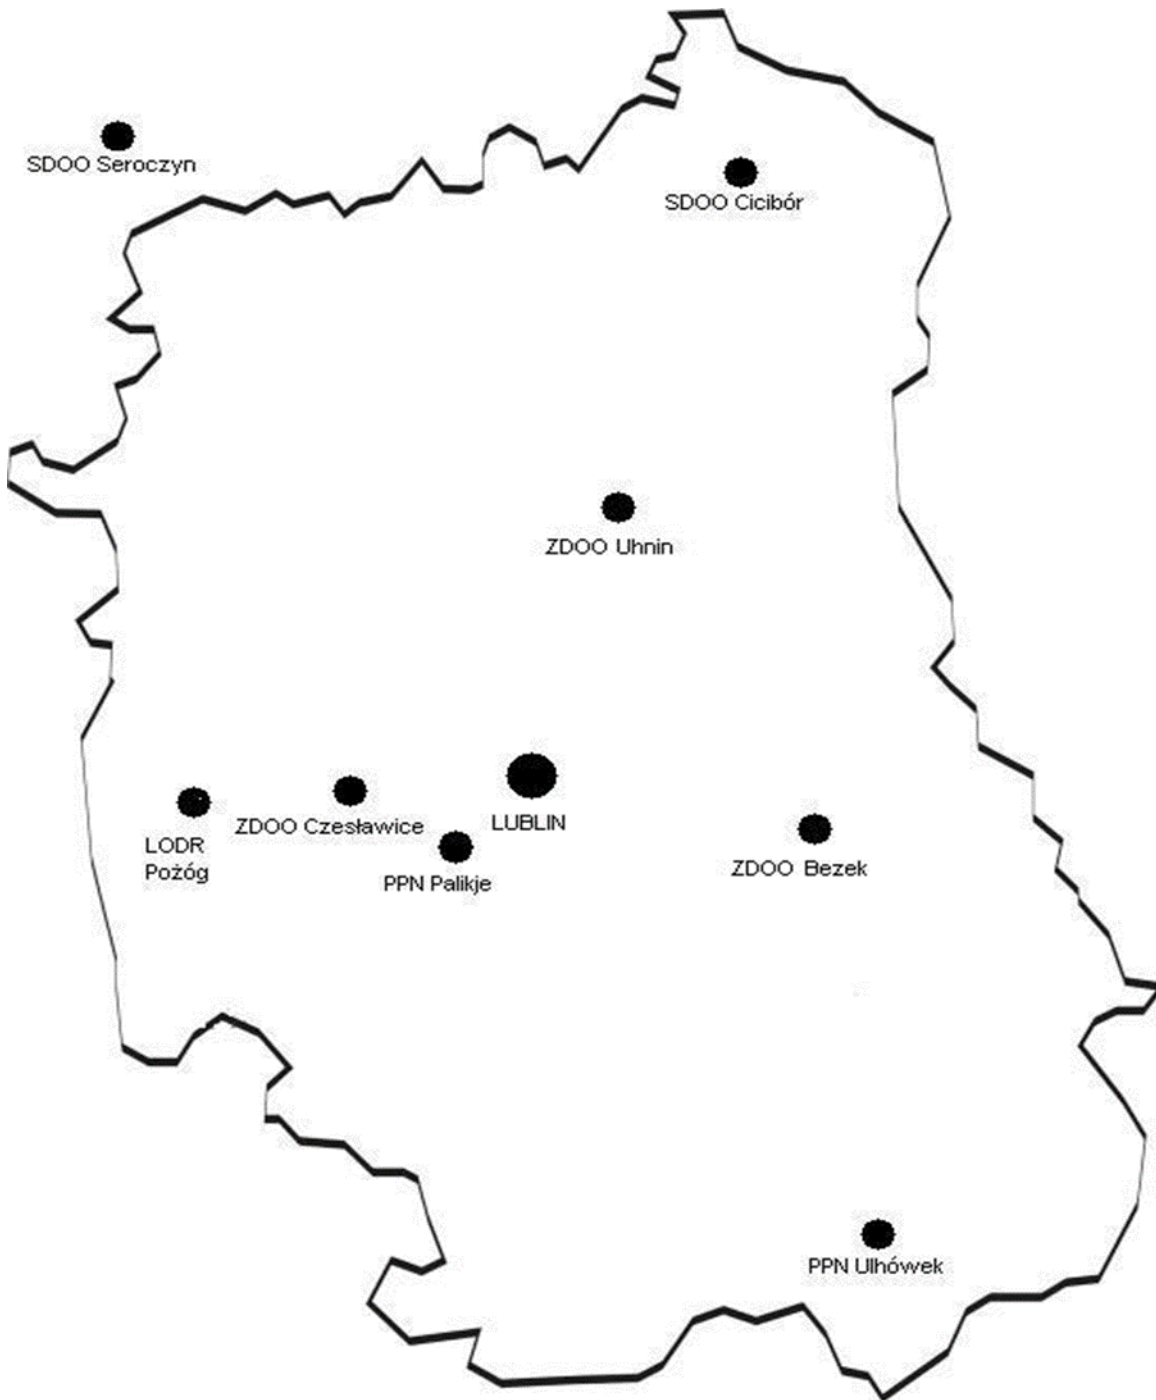 SDOO Seroczyn
SDOO Cicibór
ZDOO Uhnin
LUBLIN
ZDOO Czesławice
LODR
Pożóg
PPN Palikje
ZDOO Bezek
PPN Ulhówek